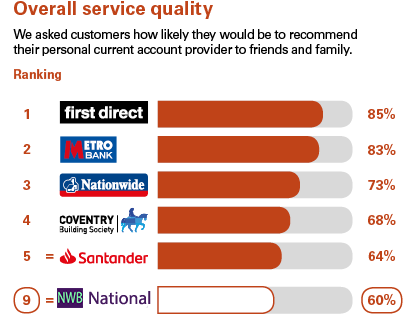 Overall service quality
We asked customers how likely they would be to recommend
their personal current account provider to friends and family.
Ranking
1 first direct 85%
2 METRO BANK 83%
3 Nationwide 73%
4 COVENTRY Building Society 68%
5 = Santander 64%
9 = NWB National 60%